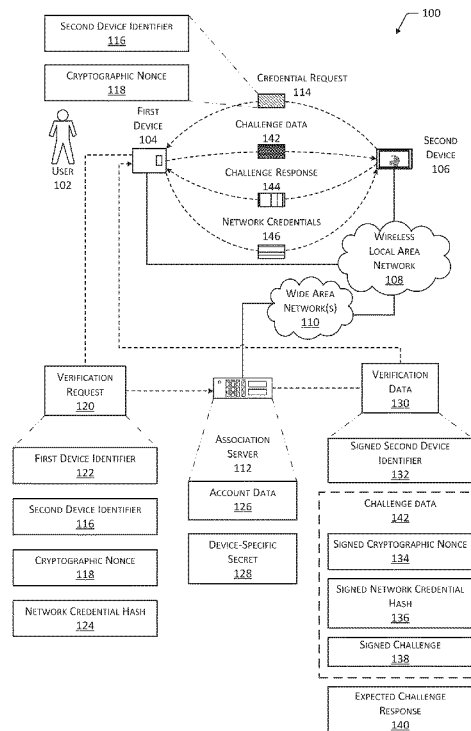 100
SECOND DEVICE IDENTIFIER
116
CRYPTOGRAPHIC NONCE
118
CREDENTIAL REQUEST
114
FIRST
DEVICE
104
USER
102
CHALLENGE DATA
142
SECOND
DEVICE
106
CHALLENGE RESPONSE
144
NETWORK CREDENTIALS
146
WIRELESS
LOCAL AREA
NETWORK
108
WIDE AREA
NETWORK(S)
110
VERIFICATION
REQUEST
120
ASSOCIATION
SERVER
112
VERIFICATION
DATA
130
FIRST DEVICE IDENTIFIER
122
SECOND DEVICE IDENTIFIER
116
CRYPTOGRAPHIC NONCE
118
NETWORK CREDENTIAL HASH
124
ACCOUNT DATA
126
DEVICE-SPECIFIC
SECRET
128
SIGNED SECOND DEVICE
IDENTIFIER
132
CHALLENGE DATA
142
SIGNED CRYPTOGRAPHIC NONCE
134
SIGNED NETWORK CREDENTIAL
HASH
136
SIGNED CHALLENGE
138
EXPECTED CHALLENGE
RESPONSE
140